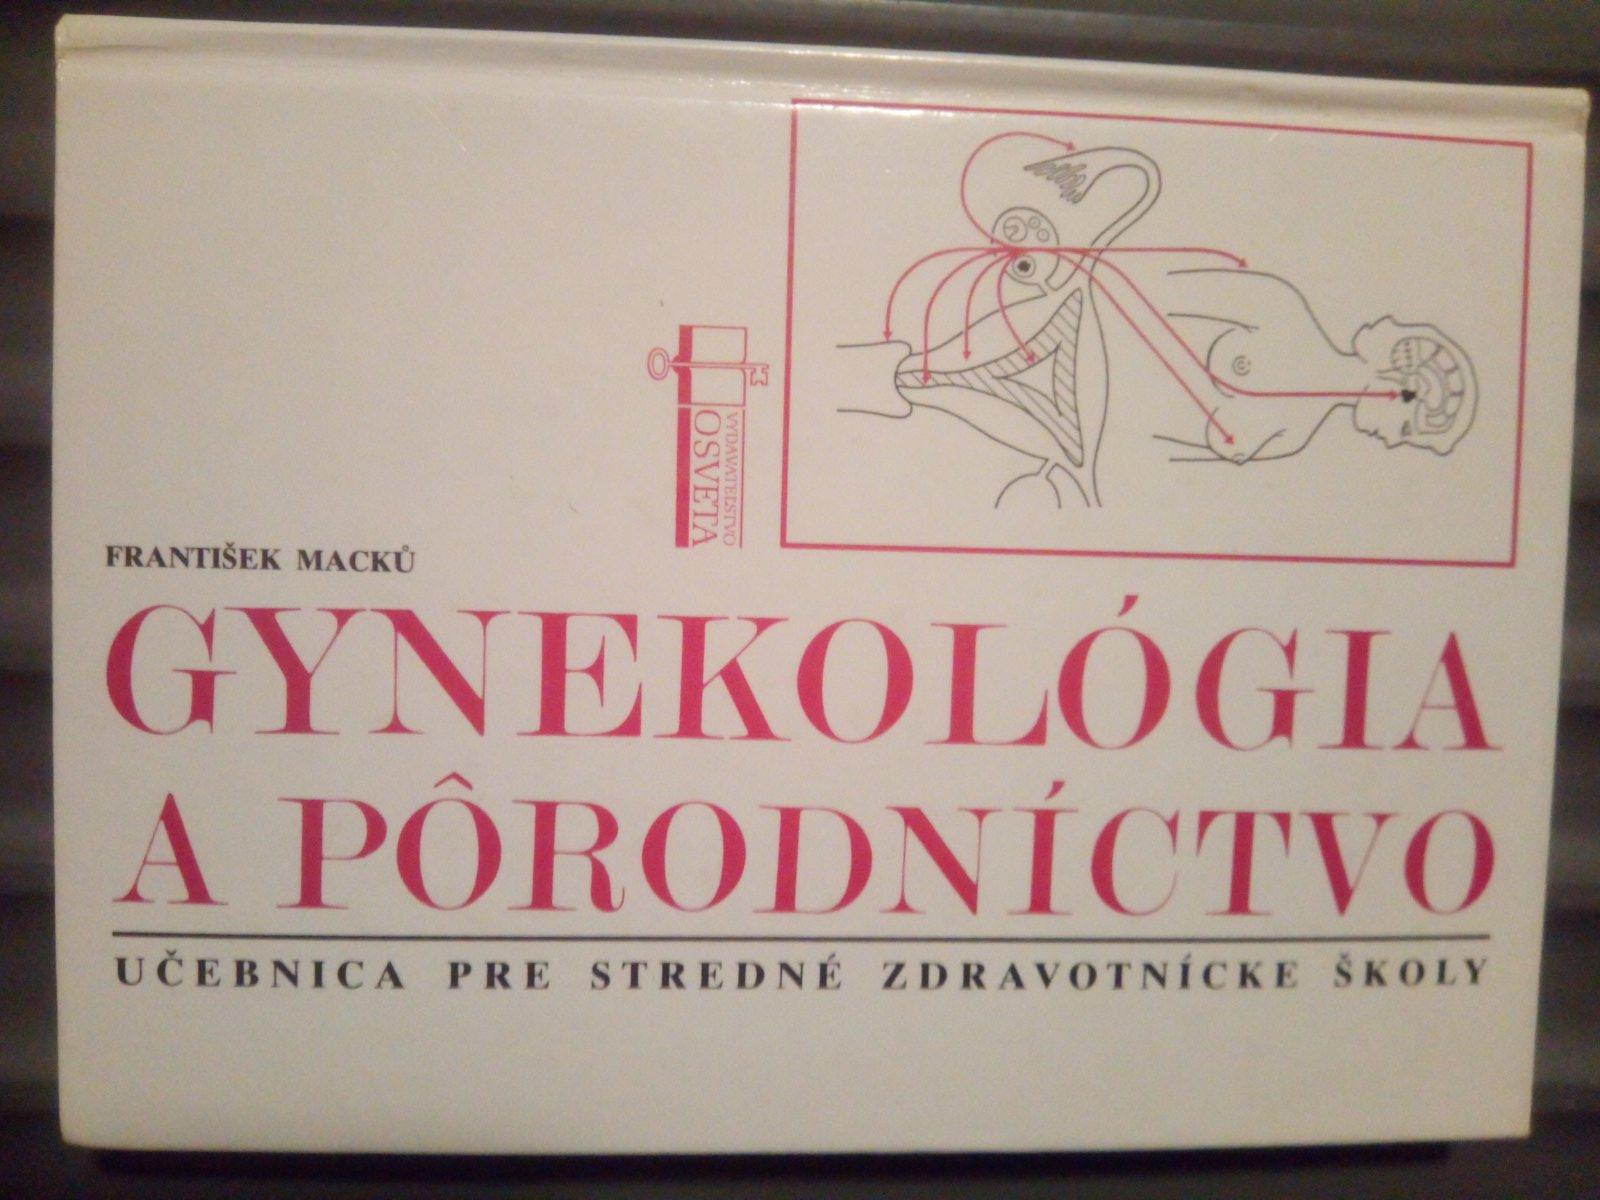 VYDAVATEĽSTVO
OSVETA
FRANTIŠEK MACKŮ
GYNEKOLÓGIA
A PÔRODNÍCTVO
UČEBNICA PRE STREDNÉ ZDRAVOTNÍCKE ŠKOLY